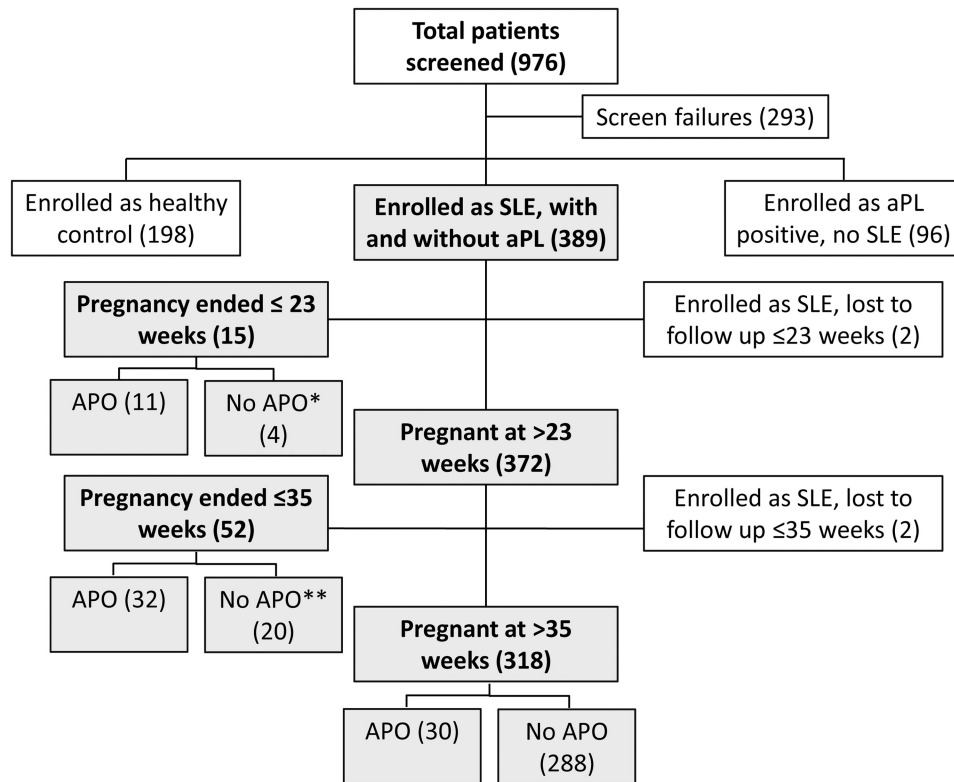 Total patients
screened (976)
Screen failures (293)
Enrolled as healthy
control (198)
Enrolled as SLE, with
and without aPL (389)
Enrolled as aPL
positive, no SLE (96)
Pregnancy ended ≤ 23
weeks (15)
Enrolled as SLE, lost to
follow up ≤23 weeks (2)
APO (11)
No APO*
(4)
Pregnant at >23
weeks (372)
Pregnancy ended ≤35
weeks (52)
Enrolled as SLE, lost to
follow up ≤35 weeks (2)
APO (32)
No APO**
(20)
Pregnant at >35
weeks (318)
APO (30)
No APO
(288)